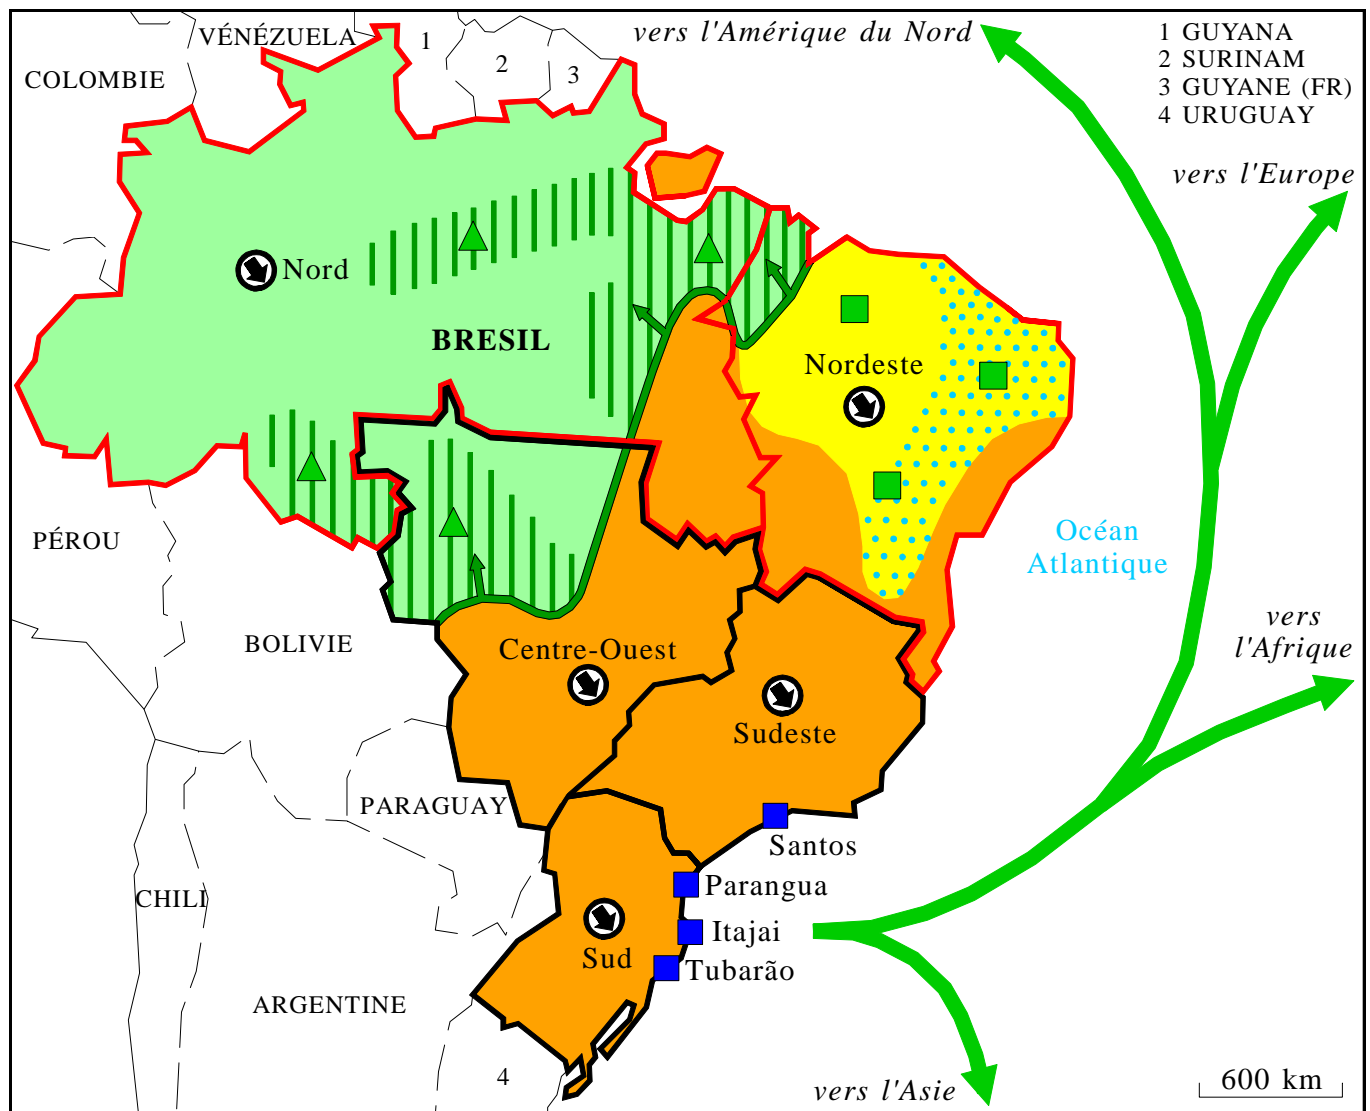 VÉNÉZUELA
1
vers l'Amérique du Nord
1 GUYANA
2 SURINAM
3 GUYANE (FR)
4 URUGUAY
COLOMBIE
2
3
vers l'Europe
Nord
BRESIL
Nordeste
PÉROU
Océan
Atlantique
BOLIVIE
Centre-Ouest
vers
l'Afrique
Sudeste
PARAGUAY
Santos
Parangua
CHILI
Itajai
Sud
Tubarão
ARGENTINE
4
vers l'Asie
600 km